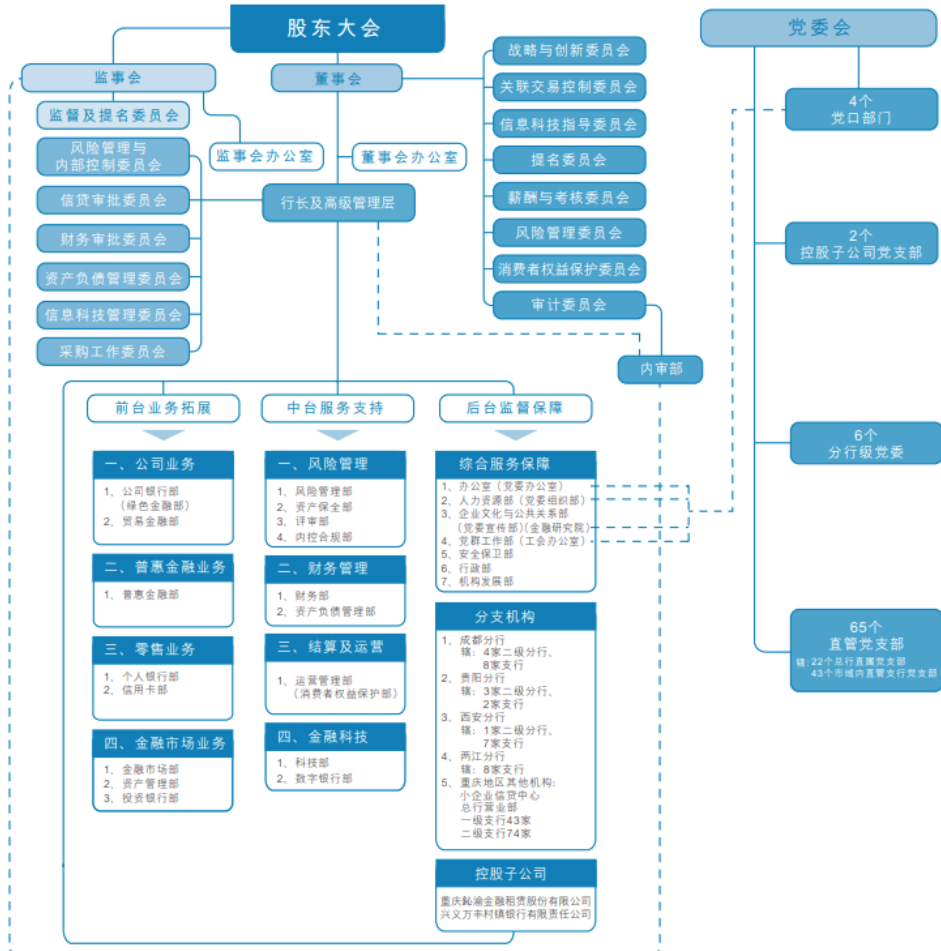 股东大会
党委会
监事会
董事会
监督及提名委员会
监事会办公室
董事会办公室
风险管理与
内部控制委员会
信贷审批委员会
财务审批委员会
资产负债管理委员会
信息科技管理委员会
采购工作委员会
行长及高级管理层
战略与创新委员会
关联交易控制委员会
信息科技指导委员会
提名委员会
薪酬与考核委员会
风险管理委员会
消费者权益保护委员会
审计委员会
内审部
4个
党口部门
2个
控股子公司党支部
6个
分行级党委
65个
直管党支部
辖:22个总行直属党支部
43个市域内直管支行党支部
前台业务拓展
一、公司业务
1、公司银行部
(绿色金融部)
2、贸易金融部
二、普惠金融业务
1、普惠金融部
三、零售业务
1、个人银行部
2、信用卡部
四、金融市场业务
1、金融市场部
2、资产管理部
3、投资银行部
中台服务支持
一、风险管理
1、风险管理部
2、资产保全部
3、评审部
4、内控合规部
二、财务管理
1、财务部
2、资产负债管理部
三、结算及运营
1、运营管理部
(消费者权益保护部)
四、金融科技
1、科技部
2、数字银行部
后台监督保障
综合服务保障
1、办公室(党委办公室)
2、人力资源部(党委组织部)
3、企业文化与公共关系部
(党委宣传部)(金融研究院)
4、党群工作部(工会办公室)
5、安全保卫部
6、行政部
7、机构发展部
分支机构
1、成都分行
辖:4家二级分行、
8家支行
2、贵阳分行
辖:3家二级分行、
2家支行
3、西安分行
辖:1家二级分行、
7家支行
4、两江分行
辖:8家支行
5、重庆地区其他机构:
小企业信贷中心
总行营业部
一级支行43家
二级支行74家
控股子公司
重庆鈊渝金融租赁股份有限公司
兴义万丰村镇银行有限责任公司